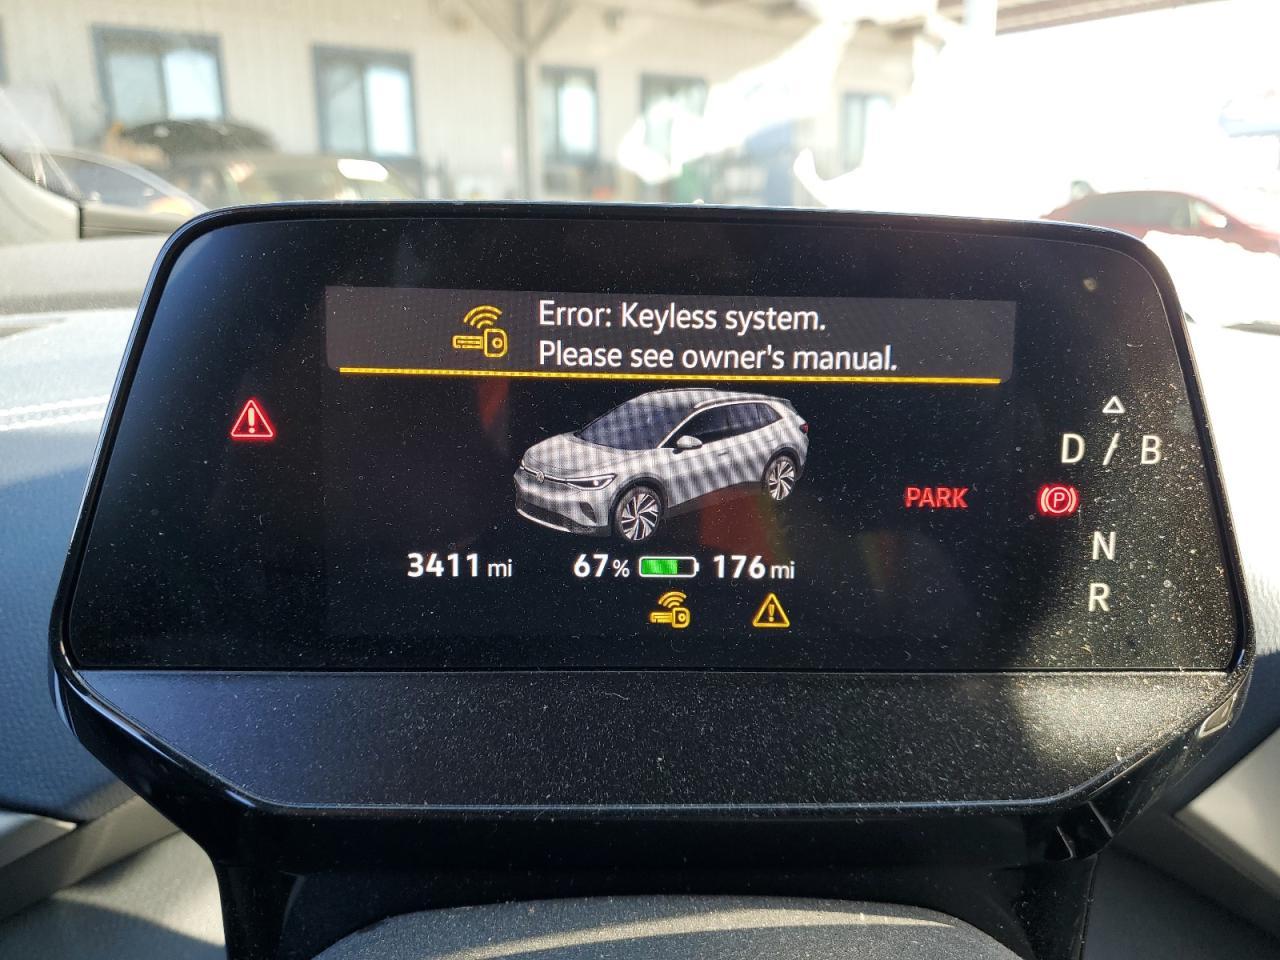 Error: Keyless system.
Please see owner's manual.
D / B
PARK
P
N
R
3411 mi
67%
176 mi